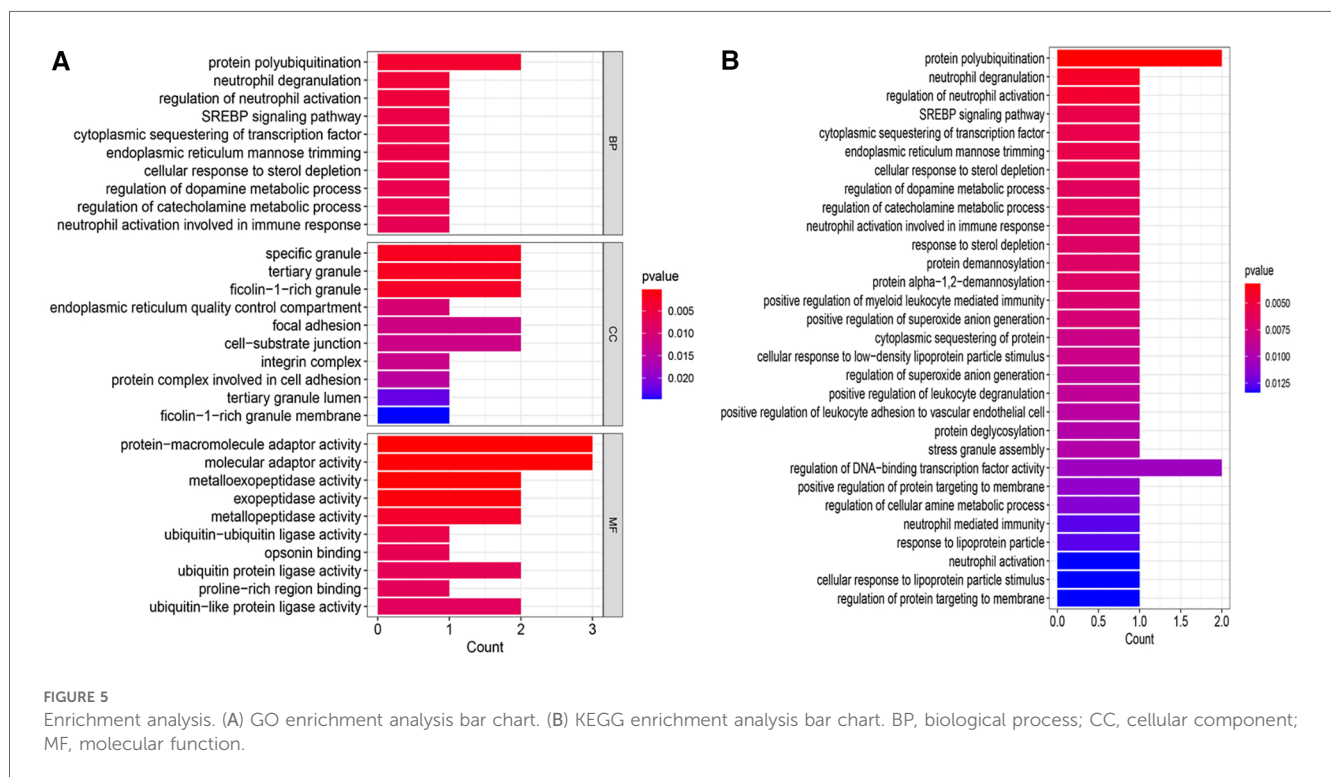 A
protein polyubiquitination
neutrophil degranulation
regulation of neutrophil activation
SREBP signaling pathway
cytoplasmic sequestering of transcription factor
endoplasmic reticulum mannose trimming
cellular response to sterol depletion
regulation of dopamine metabolic process
regulation of catecholamine metabolic process
neutrophil activation involved in immune response
BP
specific granule
tertiary granule
ficolin−1−rich granule
endoplasmic reticulum quality control compartment
focal adhesion
cell−substrate junction
integrin complex
protein complex involved in cell adhesion
tertiary granule lumen
ficolin−1−rich granule membrane
CC
protein−macromolecule adaptor activity
molecular adaptor activity
metalloexopeptidase activity
exopeptidase activity
metallopeptidase activity
ubiquitin−ubiquitin ligase activity
opsonin binding
ubiquitin protein ligase activity
proline−rich region binding
ubiquitin−like protein ligase activity
MF
0 1 2 3
Count
pvalue
0.005
0.010
0.015
0.020
B
protein polyubiquitination
neutrophil degranulation
regulation of neutrophil activation
SREBP signaling pathway
cytoplasmic sequestering of transcription factor
endoplasmic reticulum mannose trimming
cellular response to sterol depletion
regulation of dopamine metabolic process
regulation of catecholamine metabolic process
neutrophil activation involved in immune response
response to sterol depletion
protein demannosylation
protein alpha−1,2−demannosylation
positive regulation of myeloid leukocyte mediated immunity
positive regulation of superoxide anion generation
cytoplasmic sequestering of protein
cellular response to low−density lipoprotein particle stimulus
regulation of superoxide anion generation
positive regulation of leukocyte degranulation
positive regulation of leukocyte adhesion to vascular endothelial cell
protein deglycosylation
stress granule assembly
regulation of DNA−binding transcription factor activity
positive regulation of protein targeting to membrane
regulation of cellular amine metabolic process
neutrophil mediated immunity
response to lipoprotein particle
neutrophil activation
cellular response to lipoprotein particle stimulus
regulation of protein targeting to membrane
0.0 0.5 1.0 1.5 2.0
Count
pvalue
0.0050
0.0075
0.0100
0.0125
FIGURE 5
Enrichment analysis. (A) GO enrichment analysis bar chart. (B) KEGG enrichment analysis bar chart. BP, biological process; CC, cellular component;
MF, molecular function.